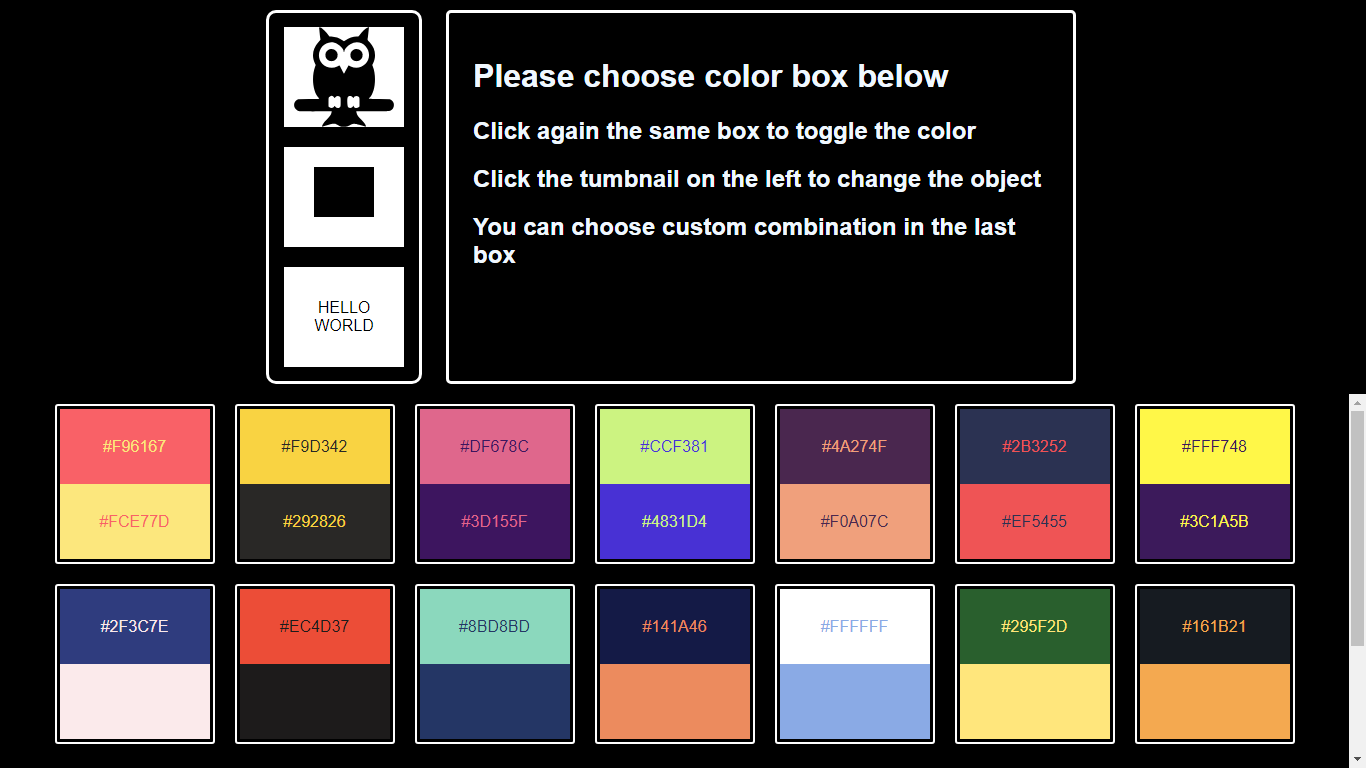 Please choose color box below
Click again the same box to toggle the color
Click the tumbnail on the left to change the object
You can choose custom combination in the last
box
HELLO
WORLD
#F96167
#F9D342
#DF678C
#CCF381
#4A274F
#2B3252
#FFF748
#FCE77D
#292826
#3D155F
#4831D4
#F0A07C
#EF5455
#3C1A5B
#2F3C7E
#EC4D37
#8BD8BD
#141A46
#FFFFFF
#295F2D
#161B21